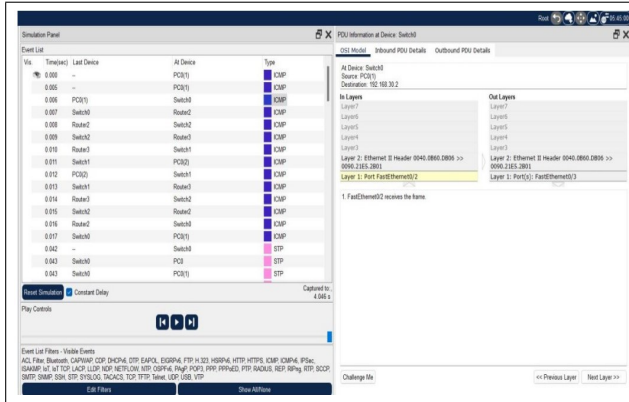 Root 05:46:00
Simulation Panel
Event List
Vis. Time(sec) Last Device At Device Type
0.000 -- PC0(1) ICMP
0.005 -- PC0(1) ICMP
0.006 PC0(1) Switch0 ICMP
0.007 Switch0 Router2 ICMP
0.008 Router2 Switch2 ICMP
0.009 Switch2 Router3 ICMP
0.010 Router3 Switch1 ICMP
0.011 Switch1 PC0(2) ICMP
0.012 PC0(2) Switch1 ICMP
0.013 Switch1 Router3 ICMP
0.014 Router3 Switch2 ICMP
0.015 Switch2 Router2 ICMP
0.016 Router2 Switch0 ICMP
0.017 Switch0 PC0(1) ICMP
0.042 -- Switch0 STP
0.043 Switch0 PC0 STP
0.043 Switch0 PC0(1) STP
Reset Simulation Constant Delay Captured to:
4.046 s
Play Controls
Event List Filters - Visible Events
ACL Filter, Bluetooth, CAPWAP, CDP, DHCPv6, DTP, EAPOL, EIGRPv6, FTP, H.323, HSRPv6, HTTP, HTTPS, ICMP, ICMPv6, IPSec,
ISAKMP, IoT, IoT TCP, LACP, LLDP, NDP, NETFLOW, NTP, OSPFv6, PAgP, POP3, PPP, PPPoED, PTP, RADIUS, REP, RIPng, RTP, SCCP,
SMTP, SNMP, SSH, STP, SYSLOG, TACACS, TCP, TFTP, Telnet, UDP, USB, VTP
Edit Filters Show All/None
PDU Information at Device: Switch0
OSI Model Inbound PDU Details Outbound PDU Details
At Device: Switch0
Source: PC0(1)
Destination: 192.168.30.2
In Layers Out Layers
Layer7 Layer7
Layer6 Layer6
Layer5 Layer5
Layer4 Layer4
Layer3 Layer3
Layer 2: Ethernet II Header 0040.0B60.DB06 >> Layer 2: Ethernet II Header 0040.0B60.DB06 >>
0090.21E5.2B01 0090.21E5.2B01
Layer 1: Port FastEthernet0/2 Layer 1: Port(s): FastEthernet0/3
1. FastEthernet0/2 receives the frame.
Challenge Me << Previous Layer Next Layer >>